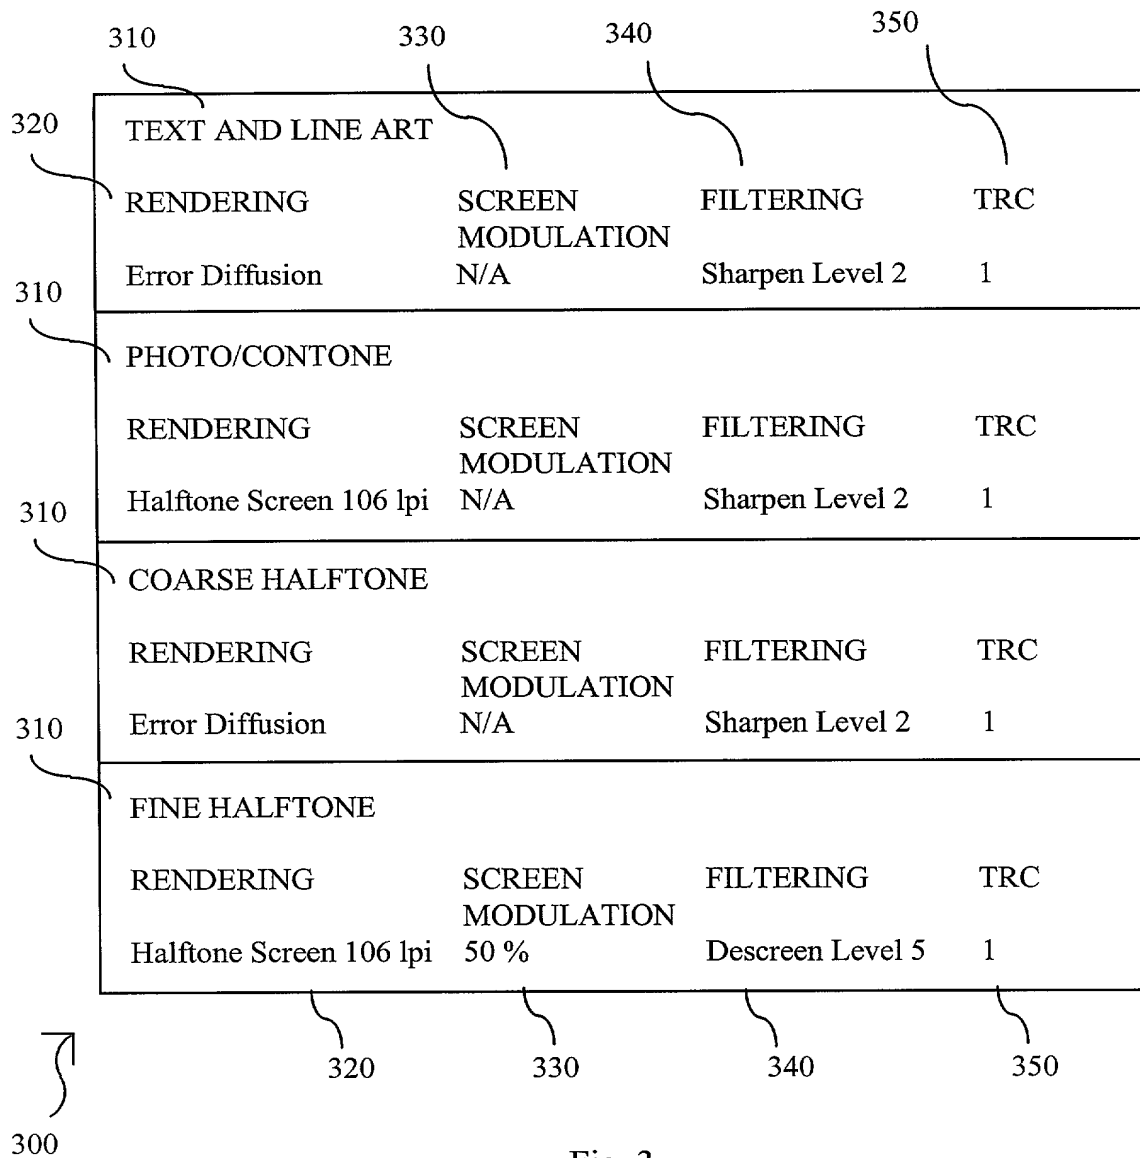 310 330 340 350
320 TEXT AND LINE ART
RENDERING SCREEN FILTERING TRC
MODULATION
Error Diffusion N/A Sharpen Level 2 1
310
PHOTO/CONTONE
RENDERING SCREEN FILTERING TRC
MODULATION
Halftone Screen 106 lpi N/A Sharpen Level 2 1
310
COARSE HALFTONE
RENDERING SCREEN FILTERING TRC
MODULATION
Error Diffusion N/A Sharpen Level 2 1
310
FINE HALFTONE
RENDERING SCREEN FILTERING TRC
MODULATION
Halftone Screen 106 lpi 50 % Descreen Level 5 1
320 330 340 350
300